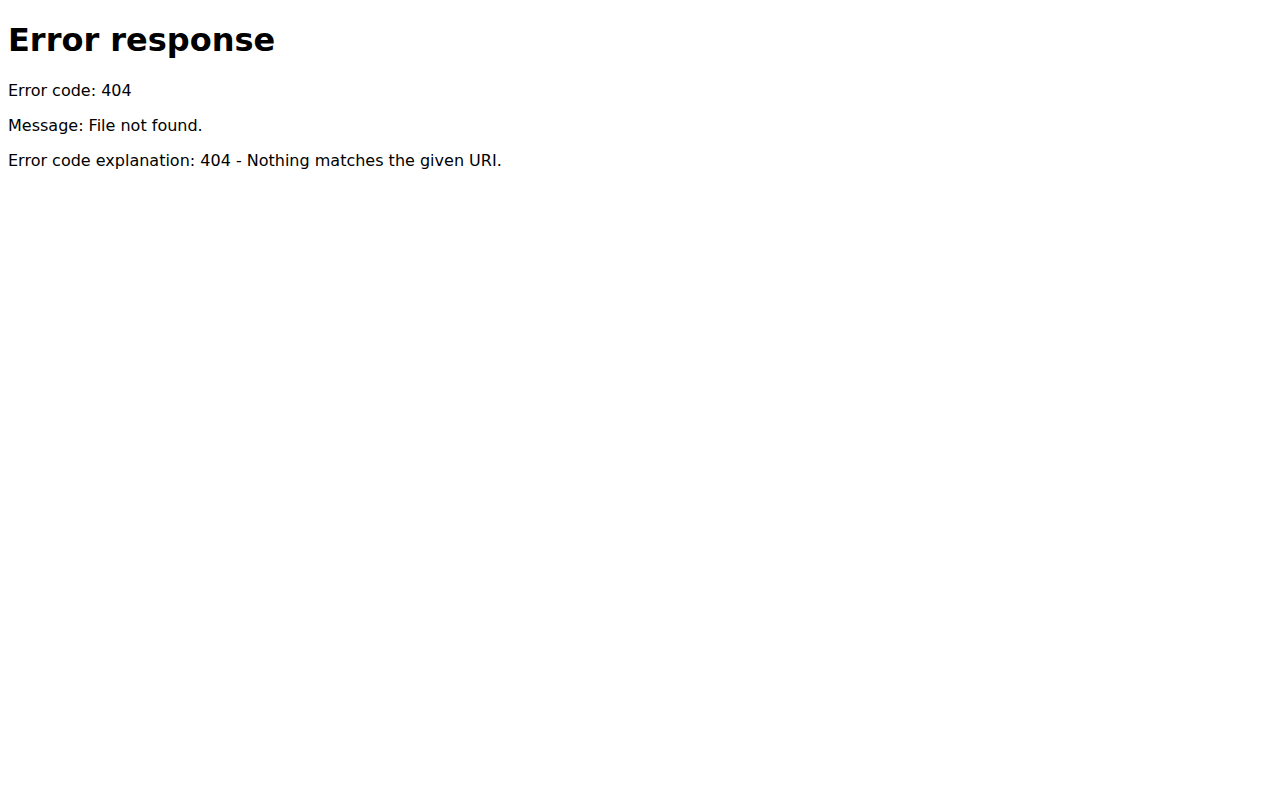 Error response
Error code: 404
Message: File not found.
Error code explanation: 404 - Nothing matches the given URI.